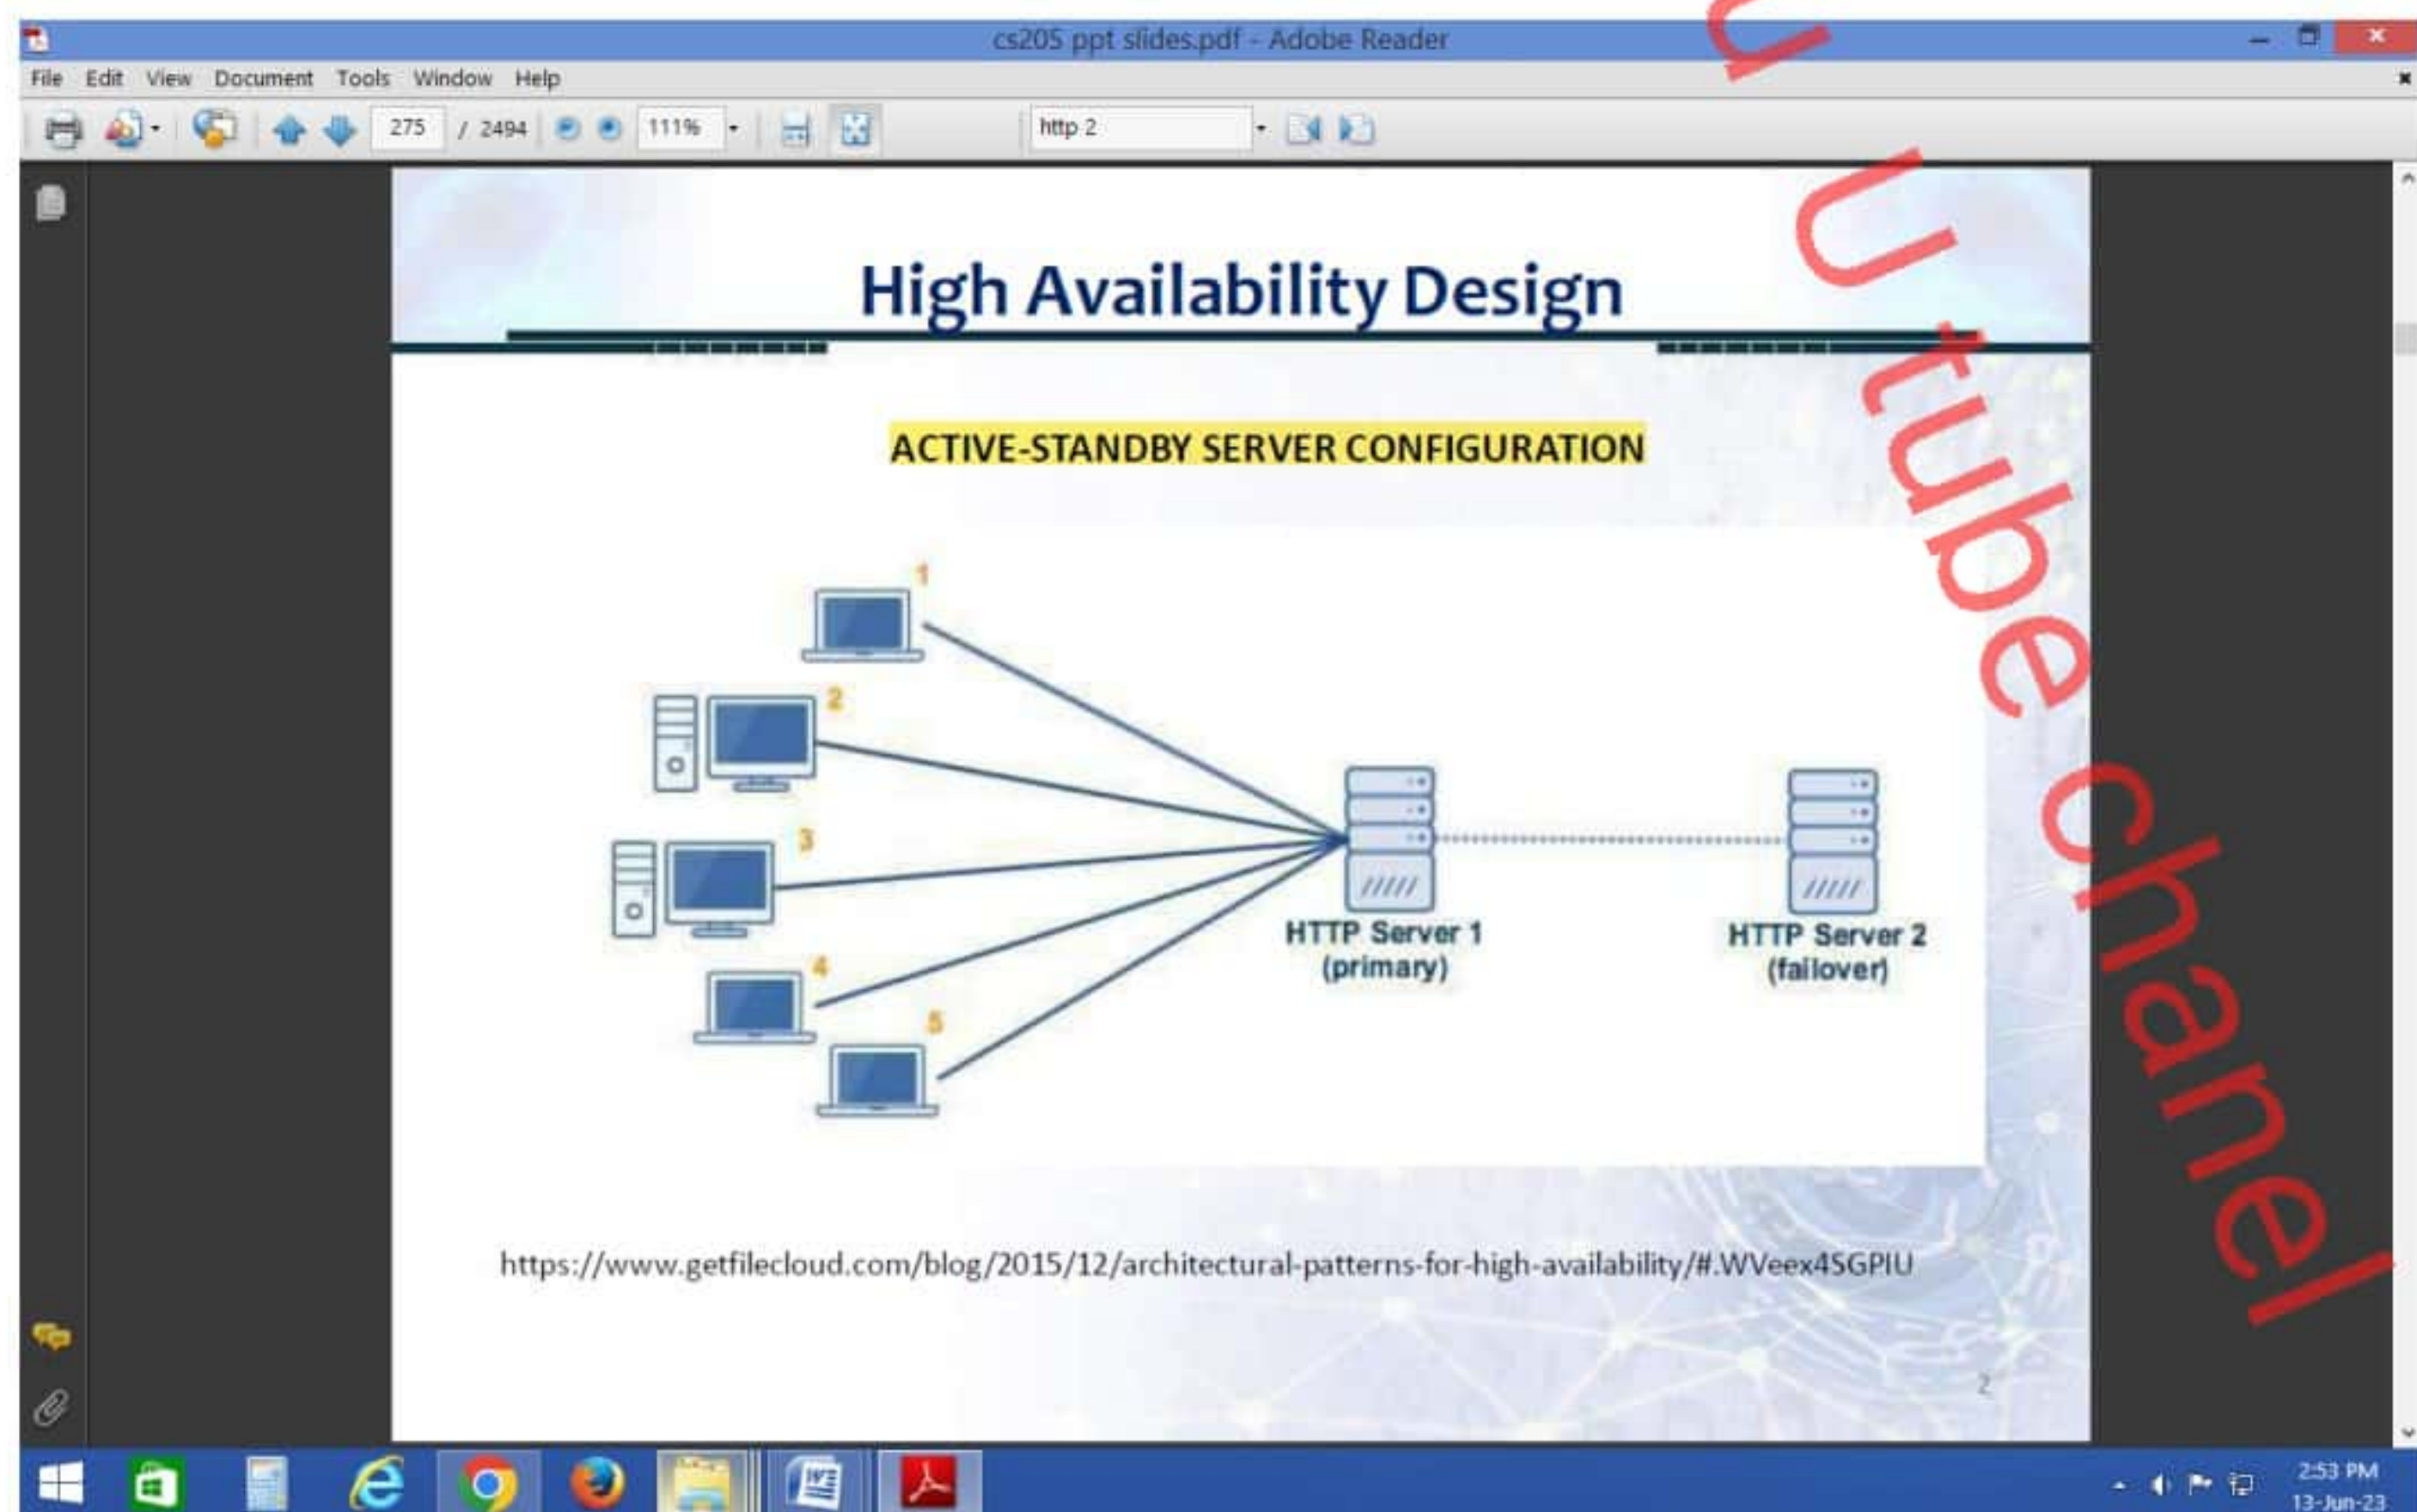 cs205 ppt slides.pdf - Adobe Reader
File Edit View Document Tools Window Help
275 / 2494 111% http 2
High Availability Design
ACTIVE-STANDBY SERVER CONFIGURATION
1
2
3
4
5
HTTP Server 1
(primary)
HTTP Server 2
(failover)
https://www.getfilecloud.com/blog/2015/12/architectural-patterns-for-high-availability/#.WVeex4SGPIU
2
u U tube chanel
2:53 PM
13-Jun-23